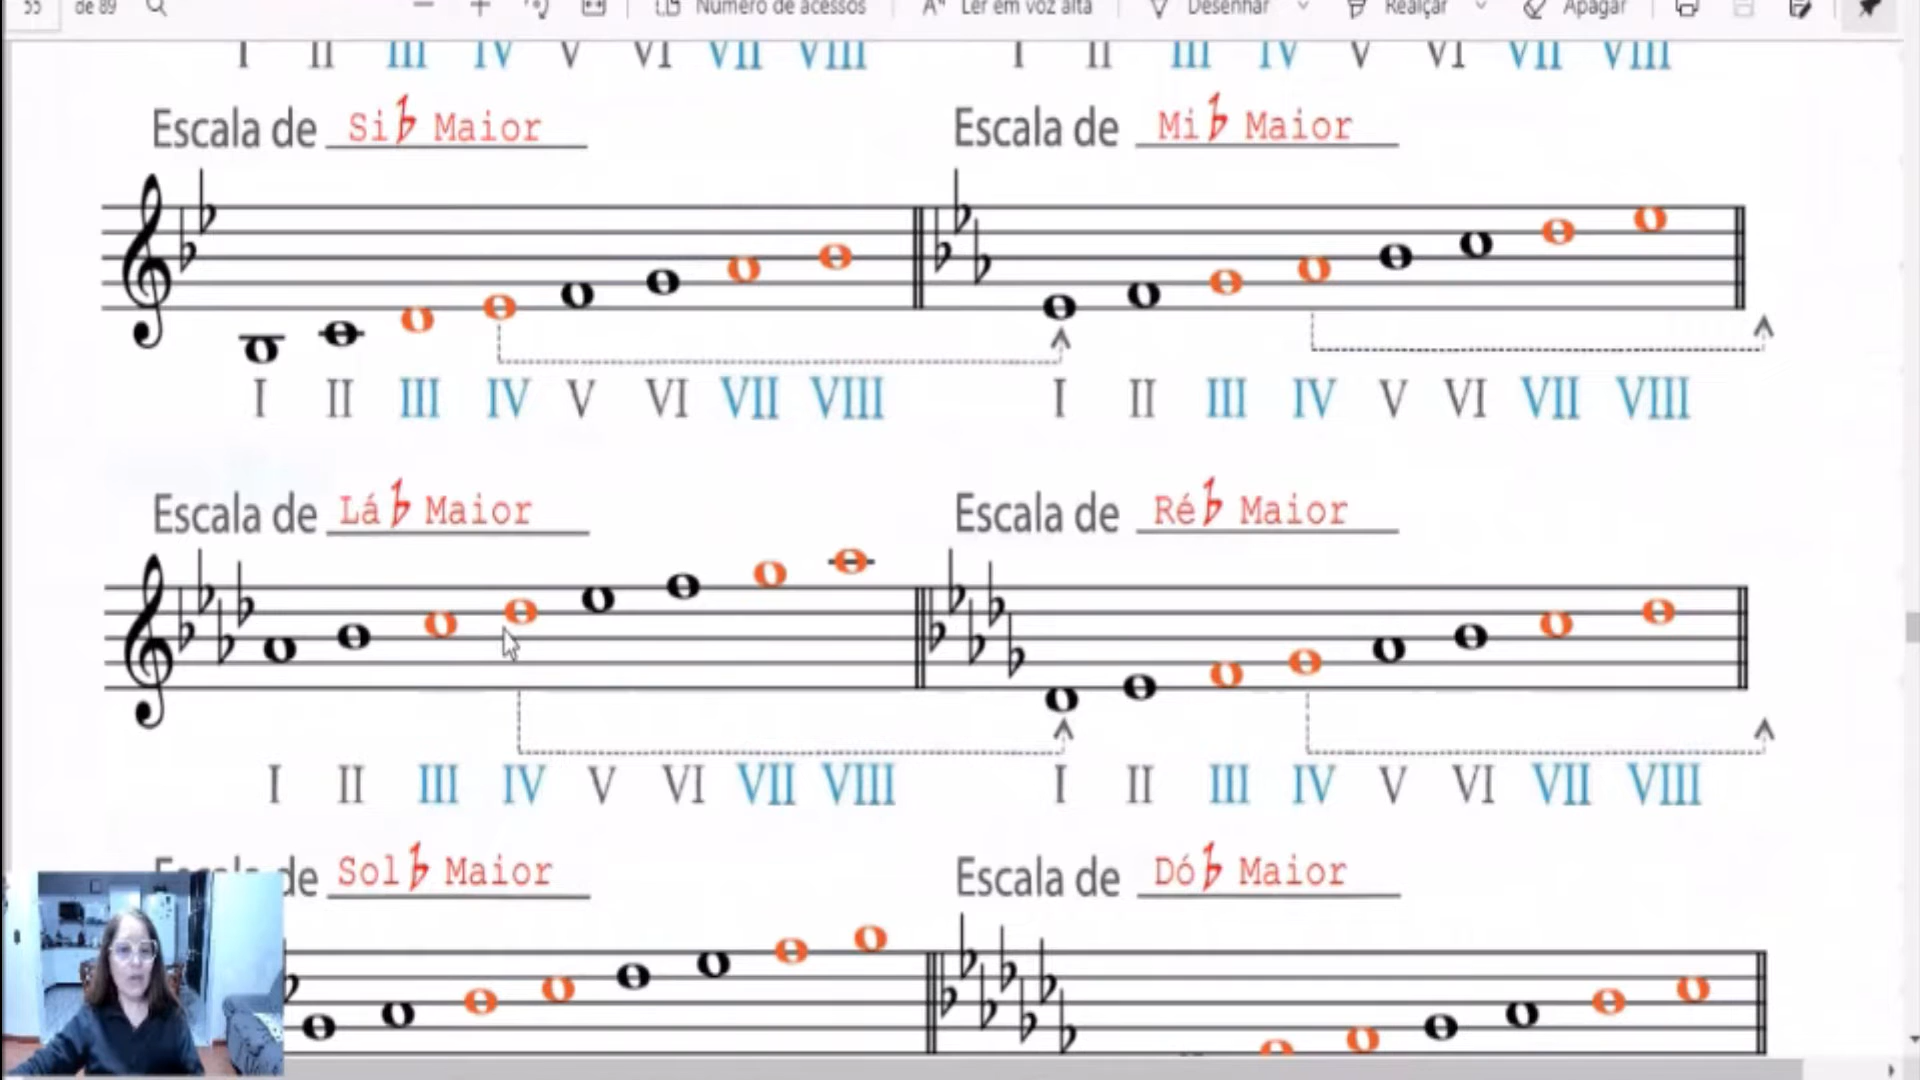 55 de 89 Número de acessos Ler em voz alta Desenhar Realçar Apagar
I II III IV V VI VII VIII I II III IV V VI VII VIII
Escala de Si♭ Maior Escala de Mi♭ Maior
I II III IV V VI VII VIII I II III IV V VI VII VIII
Escala de Lá♭ Maior Escala de Ré♭ Maior
I II III IV V VI VII VIII I II III IV V VI VII VIII
de Sol♭ Maior Escala de Dó♭ Maior